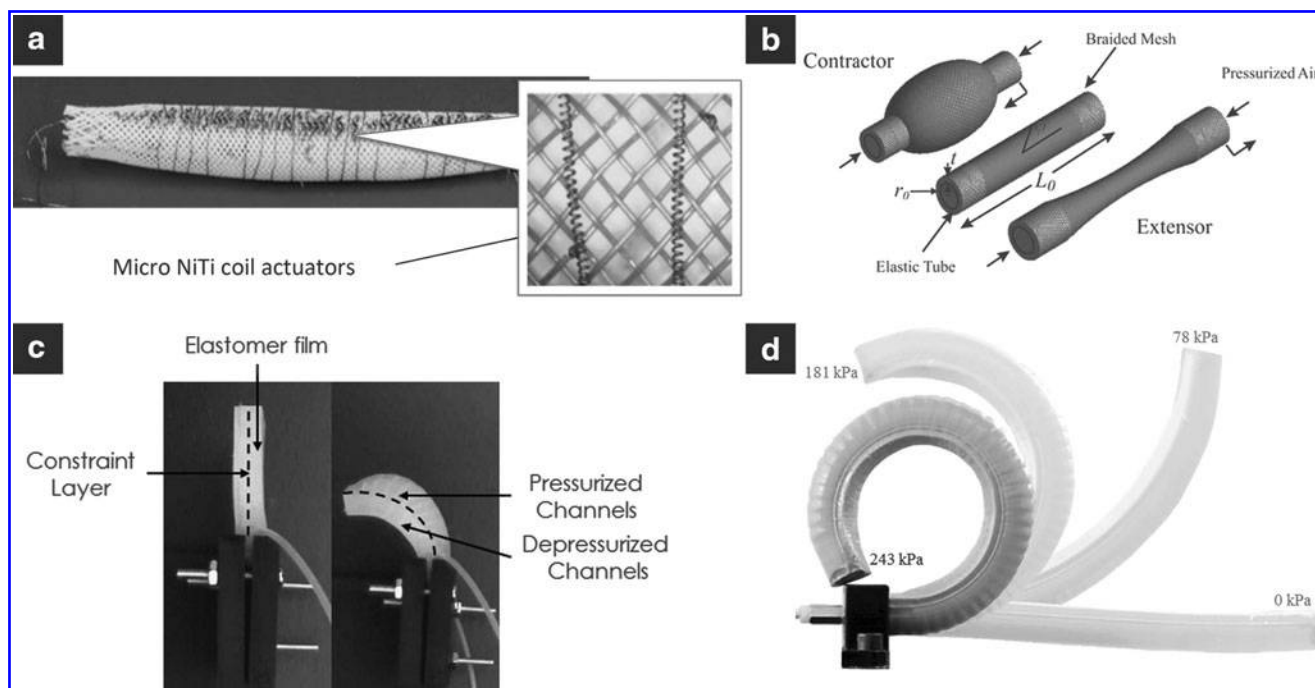 a
Micro NiTi coil actuators
b
Braided Mesh
Contractor
Pressurized Air
r₀
t
L₀
Elastic Tube
Extensor
c
Elastomer film
Constraint
Layer
Pressurized
Channels
Depressurized
Channels
d
78 kPa
181 kPa
243 kPa
0 kPa